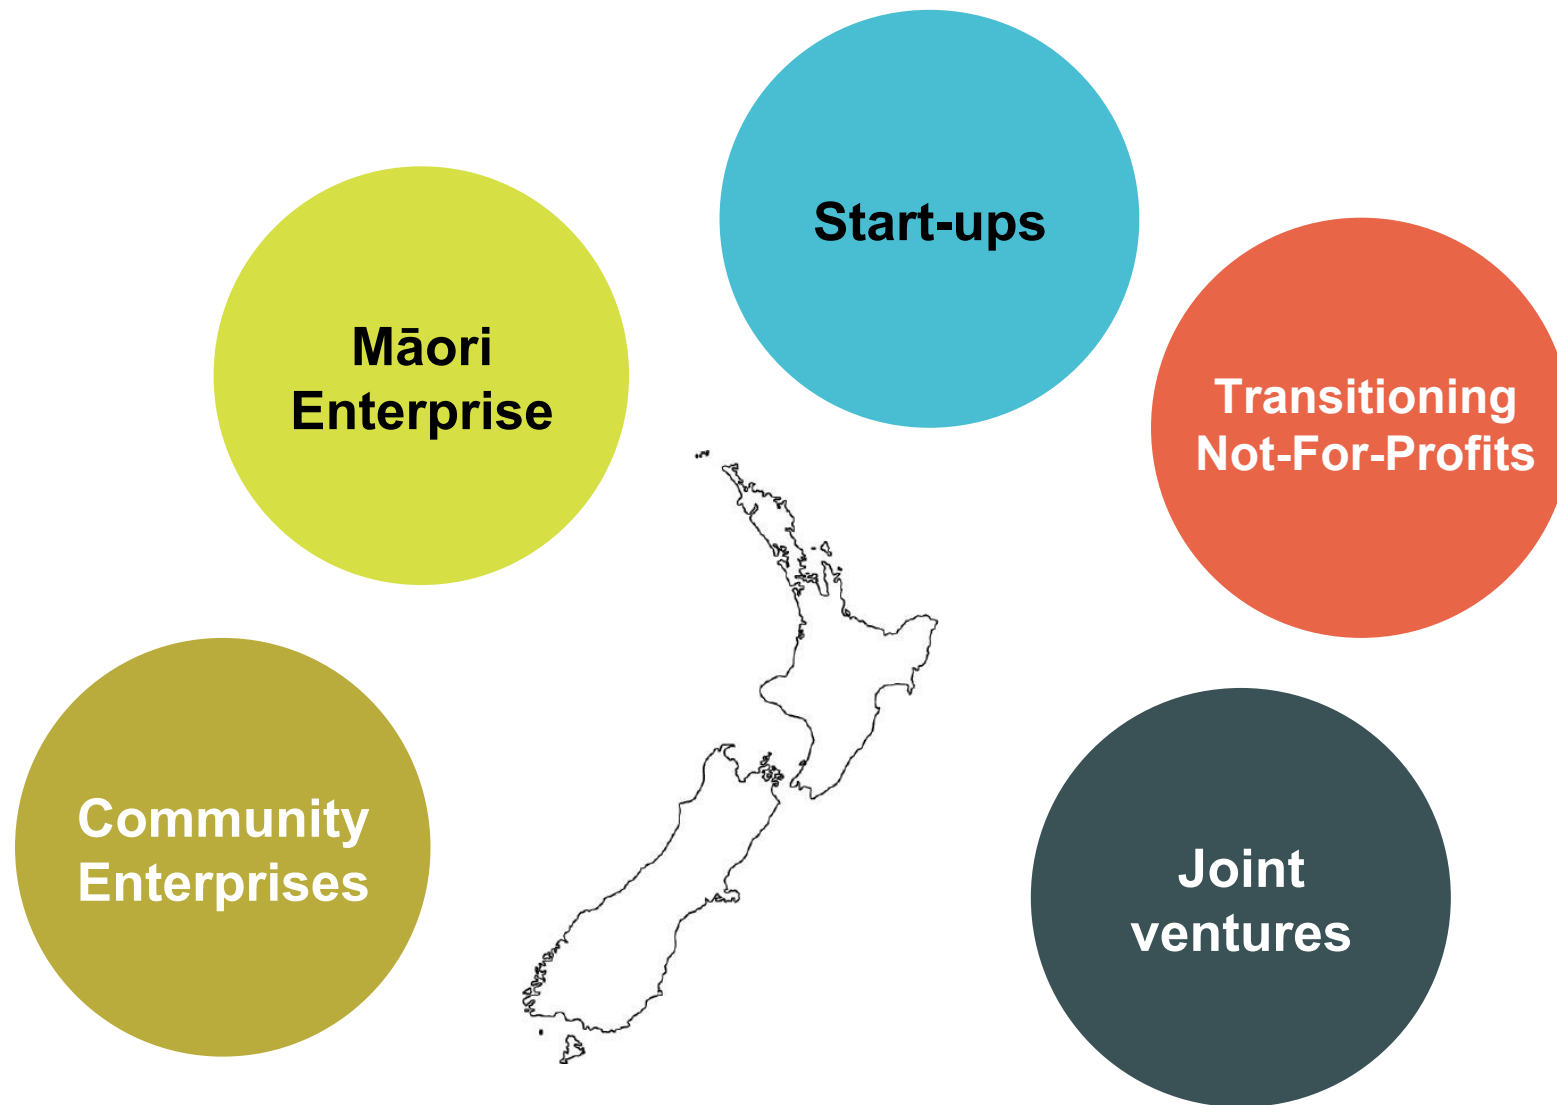 Start-ups
Māori
Enterprise
Transitioning
Not-For-Profits
Community
Enterprises
Joint
ventures